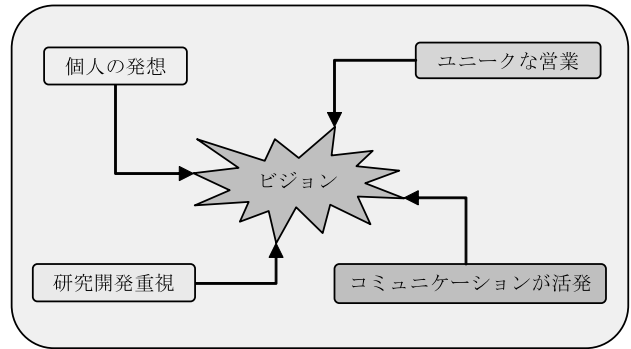 個人の発想
ユニークな営業
ビジョン
研究開発重視
コミュニケーションが活発